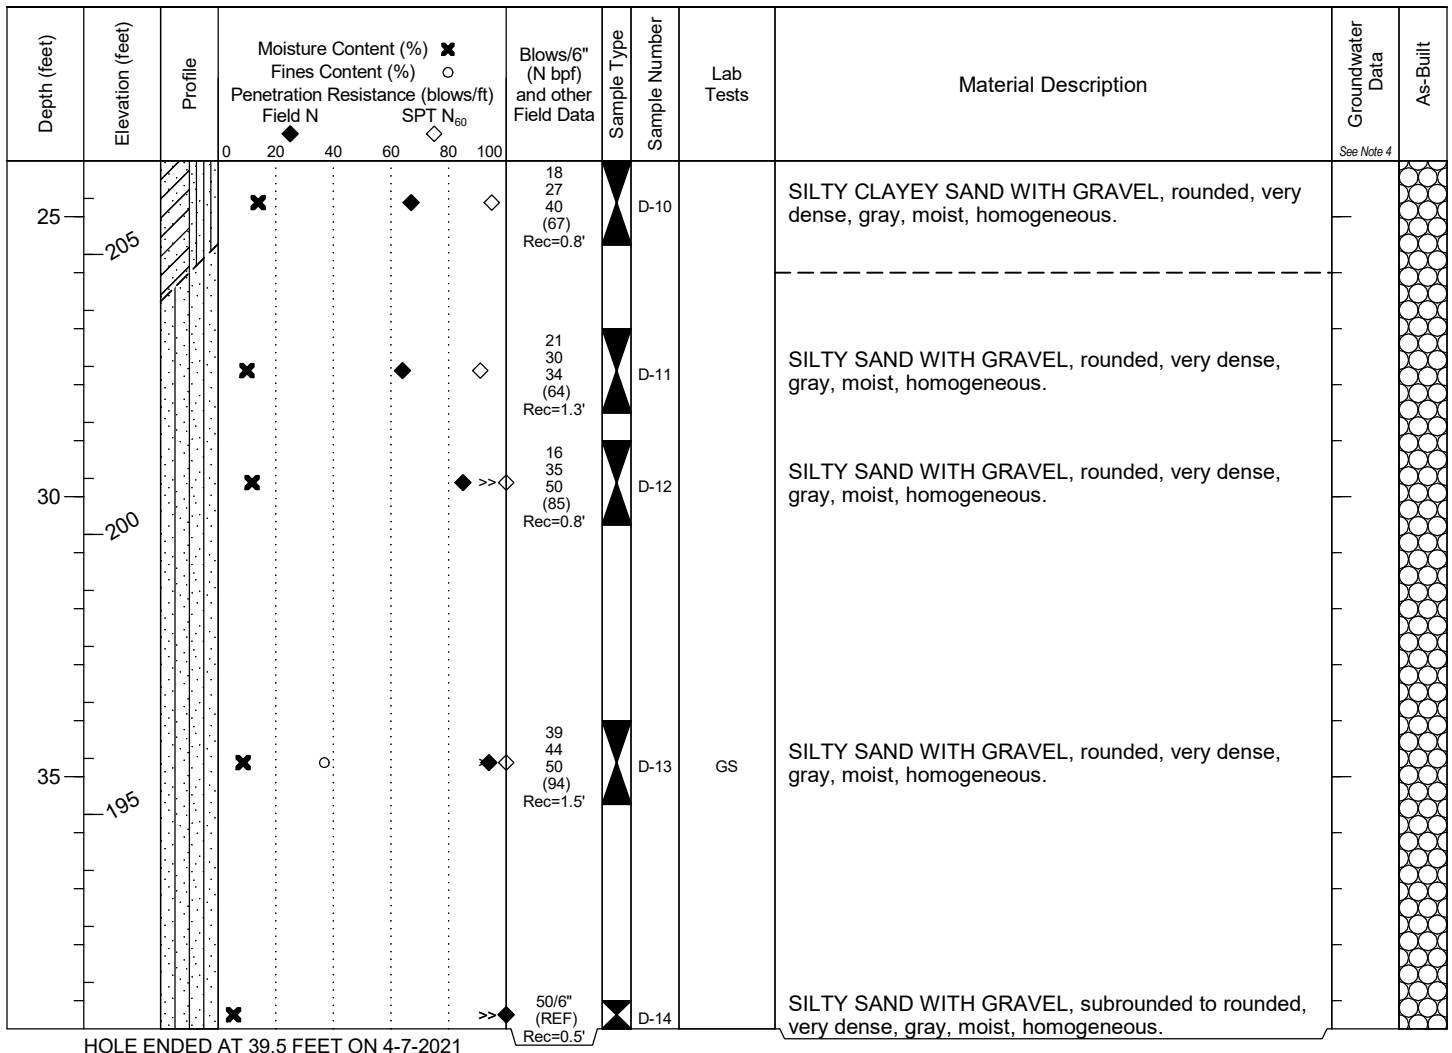 Depth (feet)
Elevation (feet)
Profile
Moisture Content (%)
Fines Content (%)
Penetration Resistance (blows/ft)
Field N SPT N60
0 20 40 60 80 100
Blows/6"
(N bpf)
and other
Field Data
Sample Type
Sample Number
Lab
Tests
Material Description
Groundwater
Data
See Note 4
As-Built
25
205
18
27
40
(67)
Rec=0.8'
D-10
SILTY CLAYEY SAND WITH GRAVEL, rounded, very
dense, gray, moist, homogeneous.
21
30
34
(64)
Rec=1.3'
D-11
SILTY SAND WITH GRAVEL, rounded, very dense,
gray, moist, homogeneous.
30
200
>>
16
35
50
(85)
Rec=0.8'
D-12
SILTY SAND WITH GRAVEL, rounded, very dense,
gray, moist, homogeneous.
35
195
39
44
50
(94)
Rec=1.5'
D-13
GS
SILTY SAND WITH GRAVEL, rounded, very dense,
gray, moist, homogeneous.
>>
50/6"
(REF)
Rec=0.5'
D-14
SILTY SAND WITH GRAVEL, subrounded to rounded,
very dense, gray, moist, homogeneous.
HOLE ENDED AT 39.5 FEET ON 4-7-2021